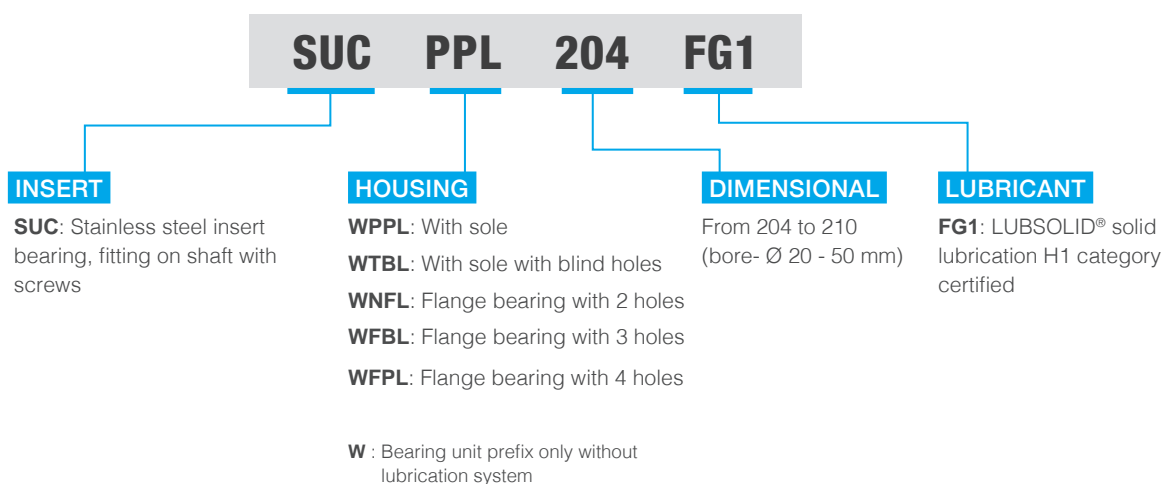 SUC PPL 204 FG1
INSERT
SUC: Stainless steel insert
bearing, fitting on shaft with
screws
HOUSING
WPPL: With sole
WTBL: With sole with blind holes
WNFL: Flange bearing with 2 holes
WFBL: Flange bearing with 3 holes
WFPL: Flange bearing with 4 holes
W : Bearing unit prefix only without
lubrication system
DIMENSIONAL
From 204 to 210
(bore- Ø 20 - 50 mm)
LUBRICANT
FG1: LUBSOLID® solid
lubrication H1 category
certified